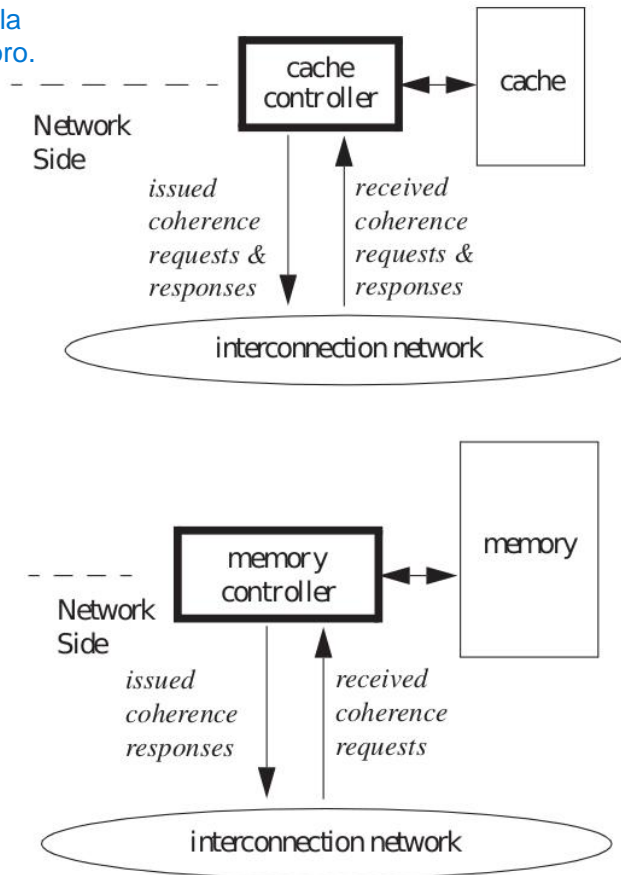 la
oro.
cache
controller
cache
Network
Side
issued
coherence
requests &
responses
received
coherence
requests &
responses
interconnection network
memory
controller
memory
Network
Side
issued
coherence
responses
received
coherence
requests
interconnection network